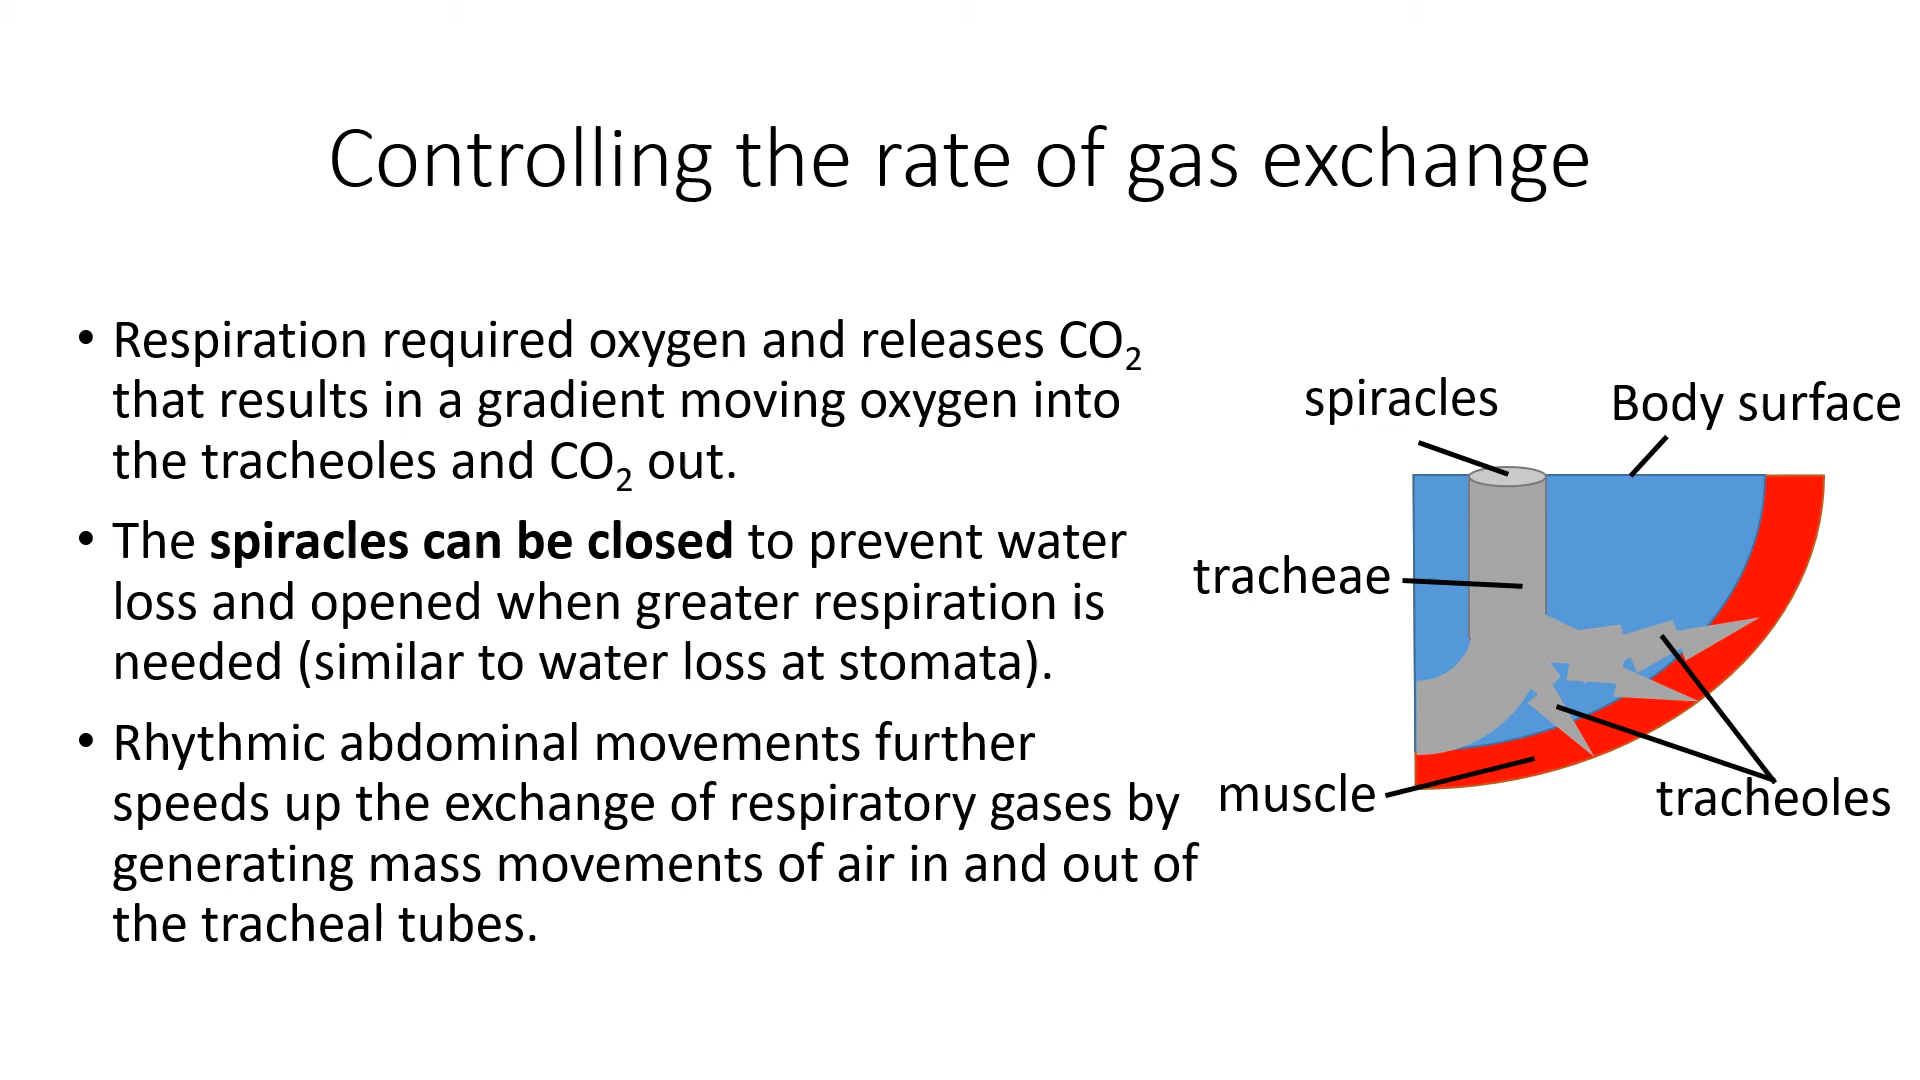 Controlling the rate of gas exchange
• Respiration required oxygen and releases CO₂
that results in a gradient moving oxygen into
the tracheoles and CO₂ out.
• The spiracles can be closed to prevent water
loss and opened when greater respiration is
needed (similar to water loss at stomata).
• Rhythmic abdominal movements further
speeds up the exchange of respiratory gases by
generating mass movements of air in and out of
the tracheal tubes.
spiracles
Body surface
tracheae
muscle
tracheoles